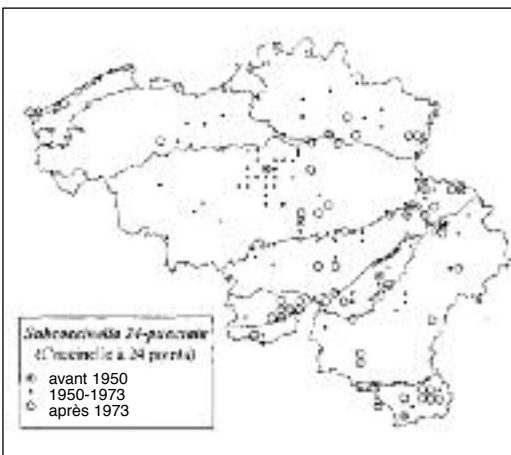 Subcoccinella 24-punctata
(Coccinelle à 24 points)
avant 1950
1950-1973
après 1973